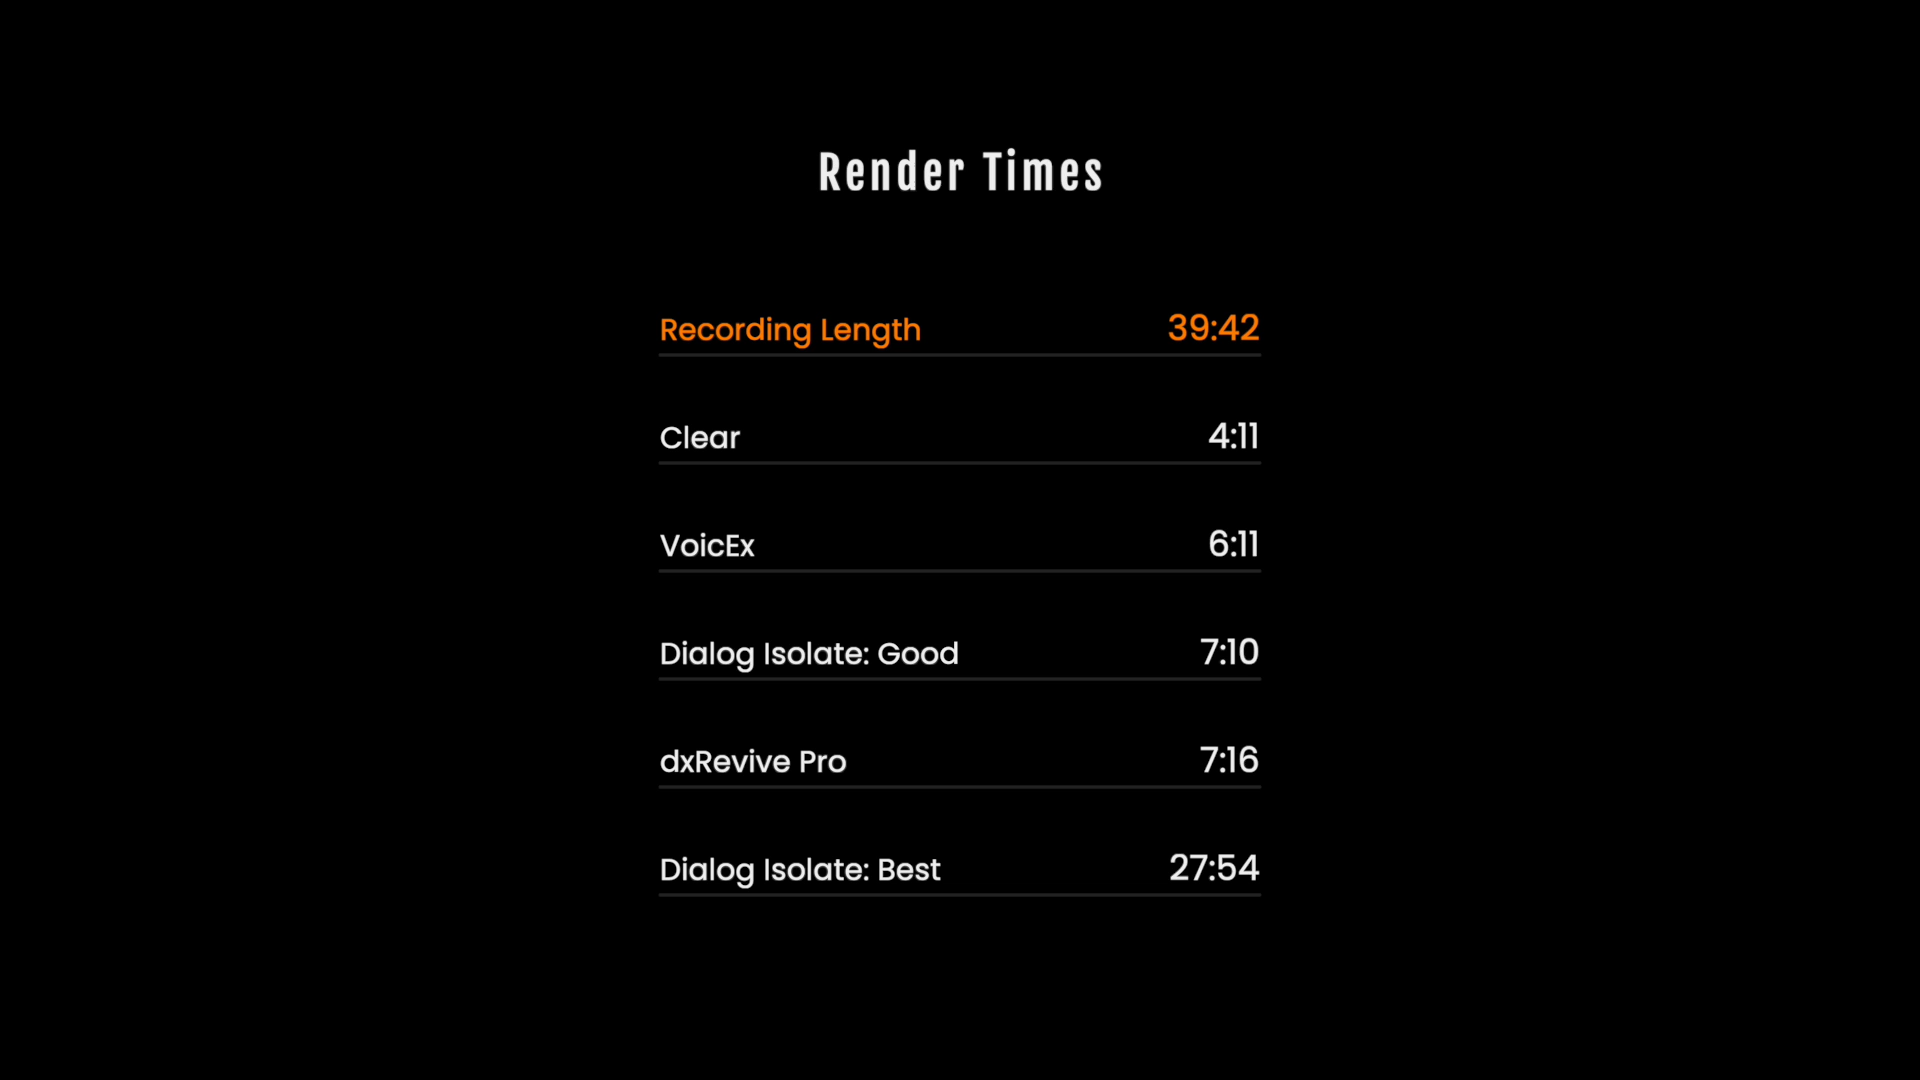 Render Times
Recording Length 39:42
Clear 4:11
VoicEx 6:11
Dialog Isolate: Good 7:10
dxRevive Pro 7:16
Dialog Isolate: Best 27:54